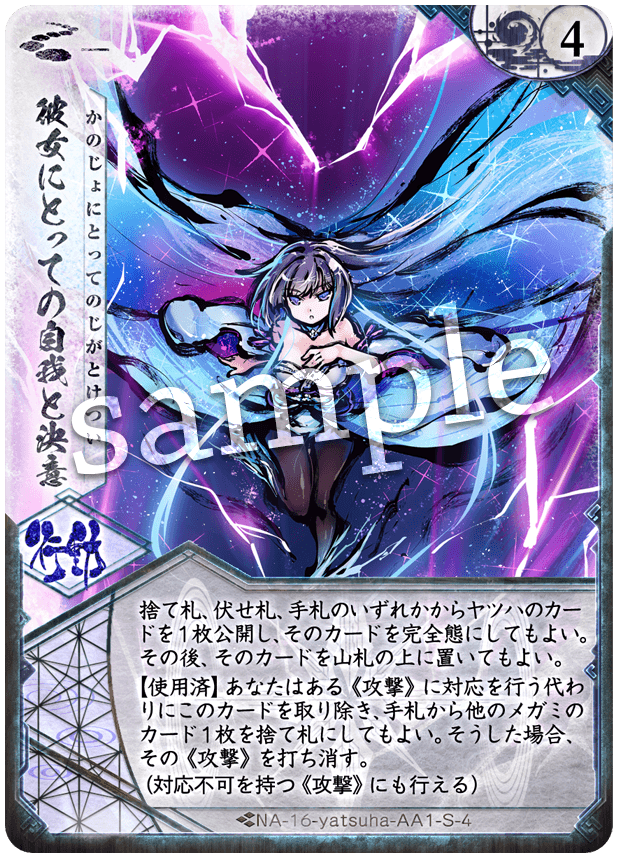 4
彼女にとっての自我と決意
かのじょにとってのじがとけつい
sample
行動
捨て札、伏せ札、手札のいずれかからヤツハのカー
ドを1枚公開し、そのカードを完全態にしてもよい。
その後、そのカードを山札の上に置いてもよい。
【使用済】あなたはある《攻撃》に対応を行う代わ
りにこのカードを取り除き、手札から他のメガミの
カード1枚を捨て札にしてもよい。そうした場合、
その《攻撃》を打ち消す。
(対応不可を持つ《攻撃》にも行える)
NA-16-yatsuha-AA1-S-4